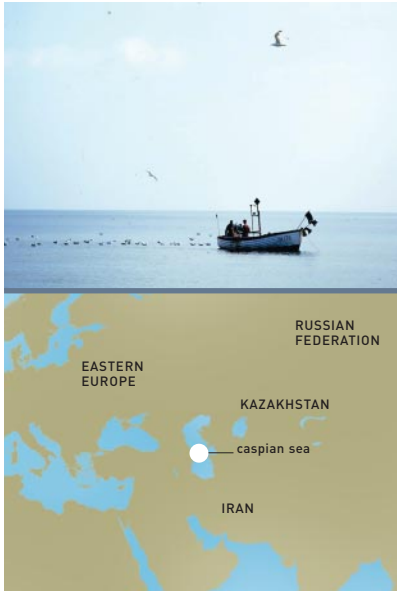 RUSSIAN
FEDERATION
EASTERN
EUROPE
KAZAKHSTAN
caspian sea
IRAN